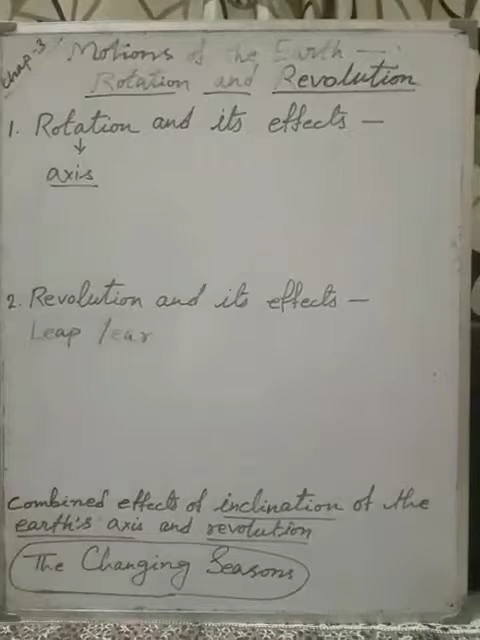 Chap-3
Motions of the Earth —
Rotation and Revolution
1. Rotation and its effects —
↓
axis
2. Revolution and its effects —
Leap Year
Combined effects of inclination of the
earth's axis and revolution
The Changing Seasons